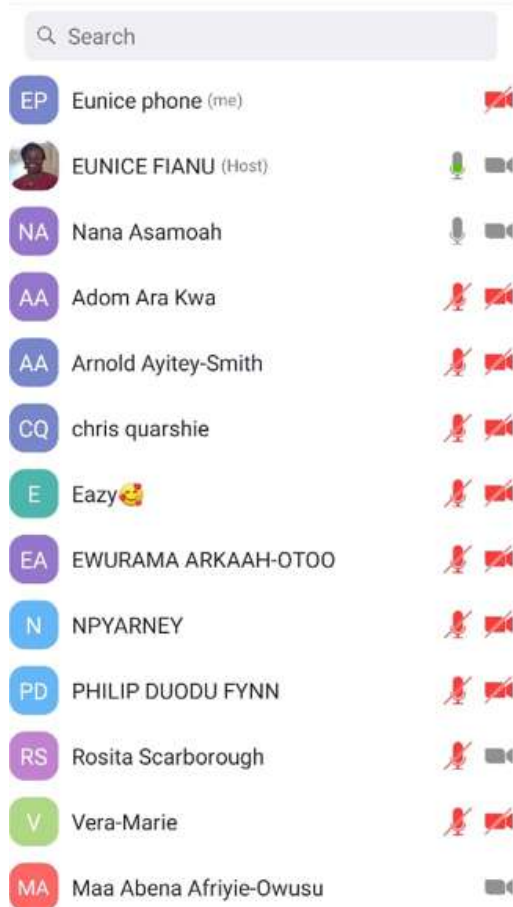 Search
EP Eunice phone (me)
EUNICE FIANU (Host)
NA Nana Asamoah
AA Adom Ara Kwa
AA Arnold Ayitey-Smith
CQ chris quarshie
E Eazy🥰
EA EWURAMA ARKAAH-OTOO
N NPYARNEY
PD PHILIP DUODU FYNN
RS Rosita Scarborough
V Vera-Marie
MA Maa Abena Afriyie-Owusu